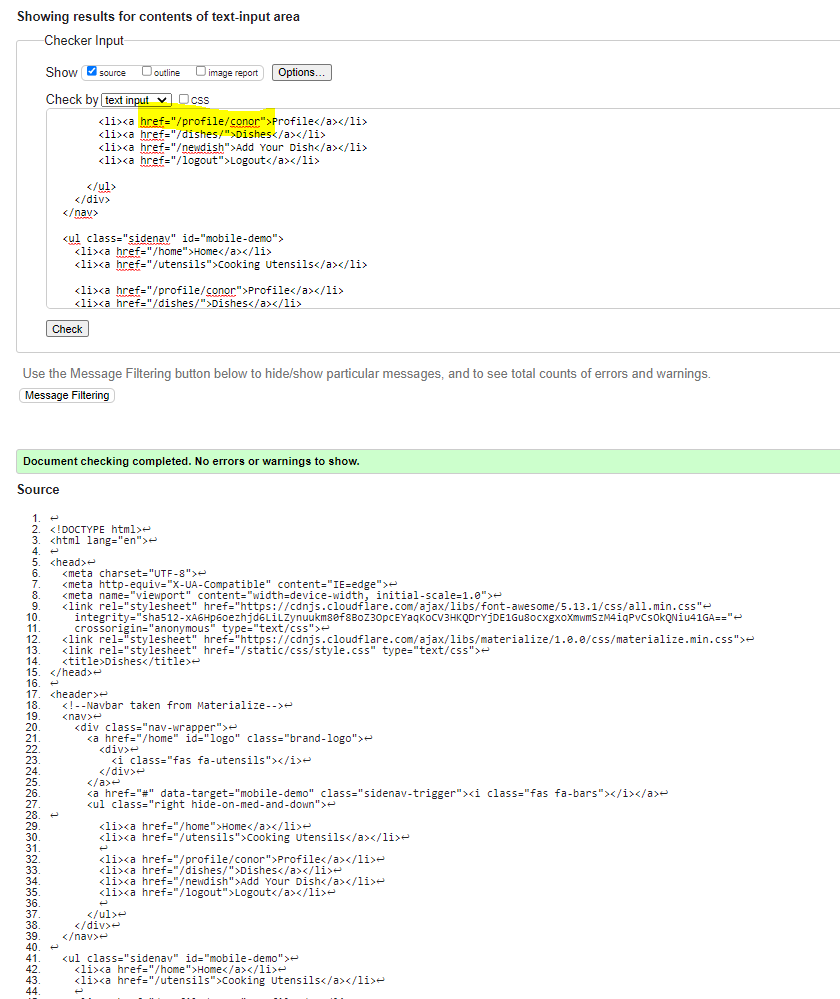 Showing results for contents of text-input area
Checker Input
Show source outline image report Options...
Check by text input css
<li><a href="/profile/conor">Profile</a></li>
<li><a href="/dishes/">Dishes</a></li>
<li><a href="/newdish">Add Your Dish</a></li>
<li><a href="/logout">Logout</a></li>
</ul>
</div>
</nav>
<ul class="sidenav" id="mobile-demo">
<li><a href="/home">Home</a></li>
<li><a href="/utensils">Cooking Utensils</a></li>
<li><a href="/profile/conor">Profile</a></li>
<li><a href="/dishes/">Dishes</a></li>
Check
Use the Message Filtering button below to hide/show particular messages, and to see total counts of errors and warnings.
Message Filtering
Document checking completed. No errors or warnings to show.
Source
1. ↩
2. <!DOCTYPE html>↩
3. <html lang="en">↩
4. ↩
5. <head>↩
6. <meta charset="UTF-8">↩
7. <meta http-equiv="X-UA-Compatible" content="IE=edge">↩
8. <meta name="viewport" content="width=device-width, initial-scale=1.0">↩
9. <link rel="stylesheet" href="https://cdnjs.cloudflare.com/ajax/libs/font-awesome/5.13.1/css/all.min.css"↩
10. integrity="sha512-xA6Hp6oezhjd6LiLZynuukm80f8BoZ3OpcEYaqKoCV3HKQDrYjDE1Gu8ocxgxoXmwmSzM4iqPvCsOkQNiu41GA=="↩
11. crossorigin="anonymous" type="text/css">↩
12. <link rel="stylesheet" href="https://cdnjs.cloudflare.com/ajax/libs/materialize/1.0.0/css/materialize.min.css">↩
13. <link rel="stylesheet" href="/static/css/style.css" type="text/css">↩
14. <title>Dishes</title>↩
15. </head>↩
16. ↩
17. <header>↩
18. <!--Navbar taken from Materialize-->↩
19. <nav>↩
20. <div class="nav-wrapper">↩
21. <a href="/home" id="logo" class="brand-logo">↩
22. <div>↩
23. <i class="fas fa-utensils"></i>↩
24. </div>↩
25. </a>↩
26. <a href="#" data-target="mobile-demo" class="sidenav-trigger"><i class="fas fa-bars"></i></a>↩
27. <ul class="right hide-on-med-and-down">↩
28. ↩
29. <li><a href="/home">Home</a></li>↩
30. <li><a href="/utensils">Cooking Utensils</a></li>↩
31. ↩
32. <li><a href="/profile/conor">Profile</a></li>↩
33. <li><a href="/dishes/">Dishes</a></li>↩
34. <li><a href="/newdish">Add Your Dish</a></li>↩
35. <li><a href="/logout">Logout</a></li>↩
36. ↩
37. </ul>↩
38. </div>↩
39. </nav>↩
40. ↩
41. <ul class="sidenav" id="mobile-demo">↩
42. <li><a href="/home">Home</a></li>↩
43. <li><a href="/utensils">Cooking Utensils</a></li>↩
44. ↩